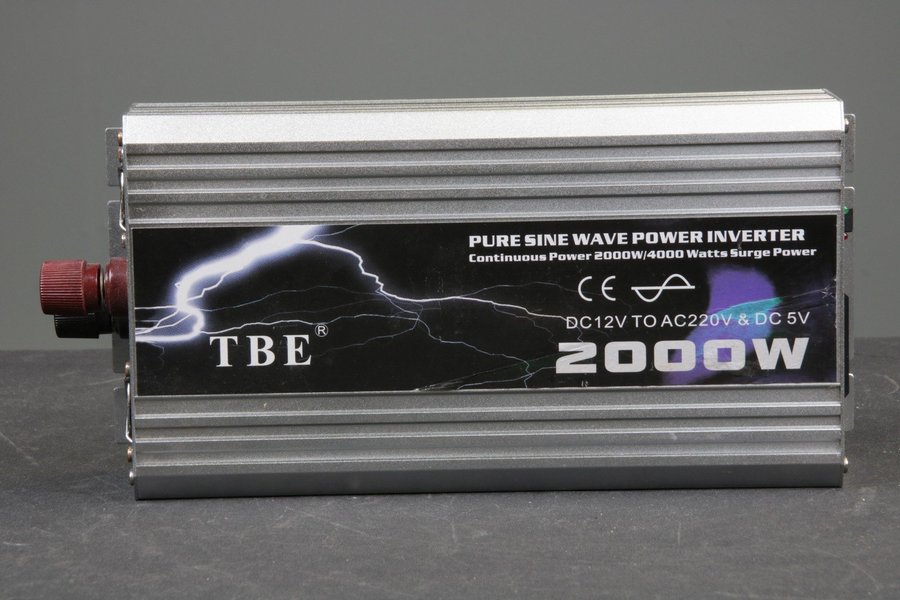 PURE SINE WAVE POWER INVERTER
Continuous Power 2000W/4000 Watts Surge Power
CE
DC12V TO AC220V & DC 5V
TBE®
2000W